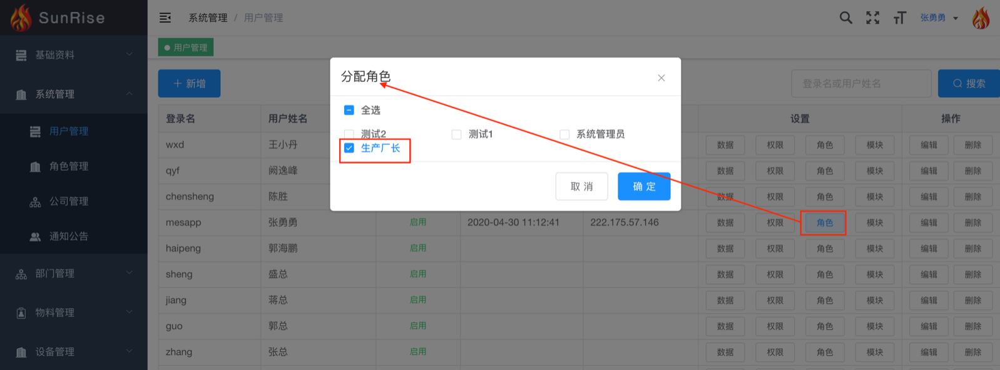 SunRise
系统管理 / 用户管理
张勇勇
基础资料
系统管理
用户管理
角色管理
公司管理
通知公告
部门管理
物料管理
设备管理
用户管理
+ 新增
登录名或用户姓名
搜索
分配角色
全选
测试2 测试1 系统管理员
生产厂长
取 消 确 定
登录名 用户姓名 设置 操作
wxd 王小丹 数据 权限 角色 模块 编辑 删除
qyf 阙逸峰 数据 权限 角色 模块 编辑 删除
chensheng 陈胜 数据 权限 角色 模块 编辑 删除
mesapp 张勇勇 启用 2020-04-30 11:12:41 222.175.57.146 数据 权限 角色 模块 编辑 删除
haipeng 郭海鹏 启用 数据 权限 角色 模块 编辑 删除
sheng 盛总 启用 数据 权限 角色 模块 编辑 删除
jiang 蒋总 启用 数据 权限 角色 模块 编辑 删除
guo 郭总 启用 数据 权限 角色 模块 编辑 删除
zhang 张总 启用 数据 权限 角色 模块 编辑 删除